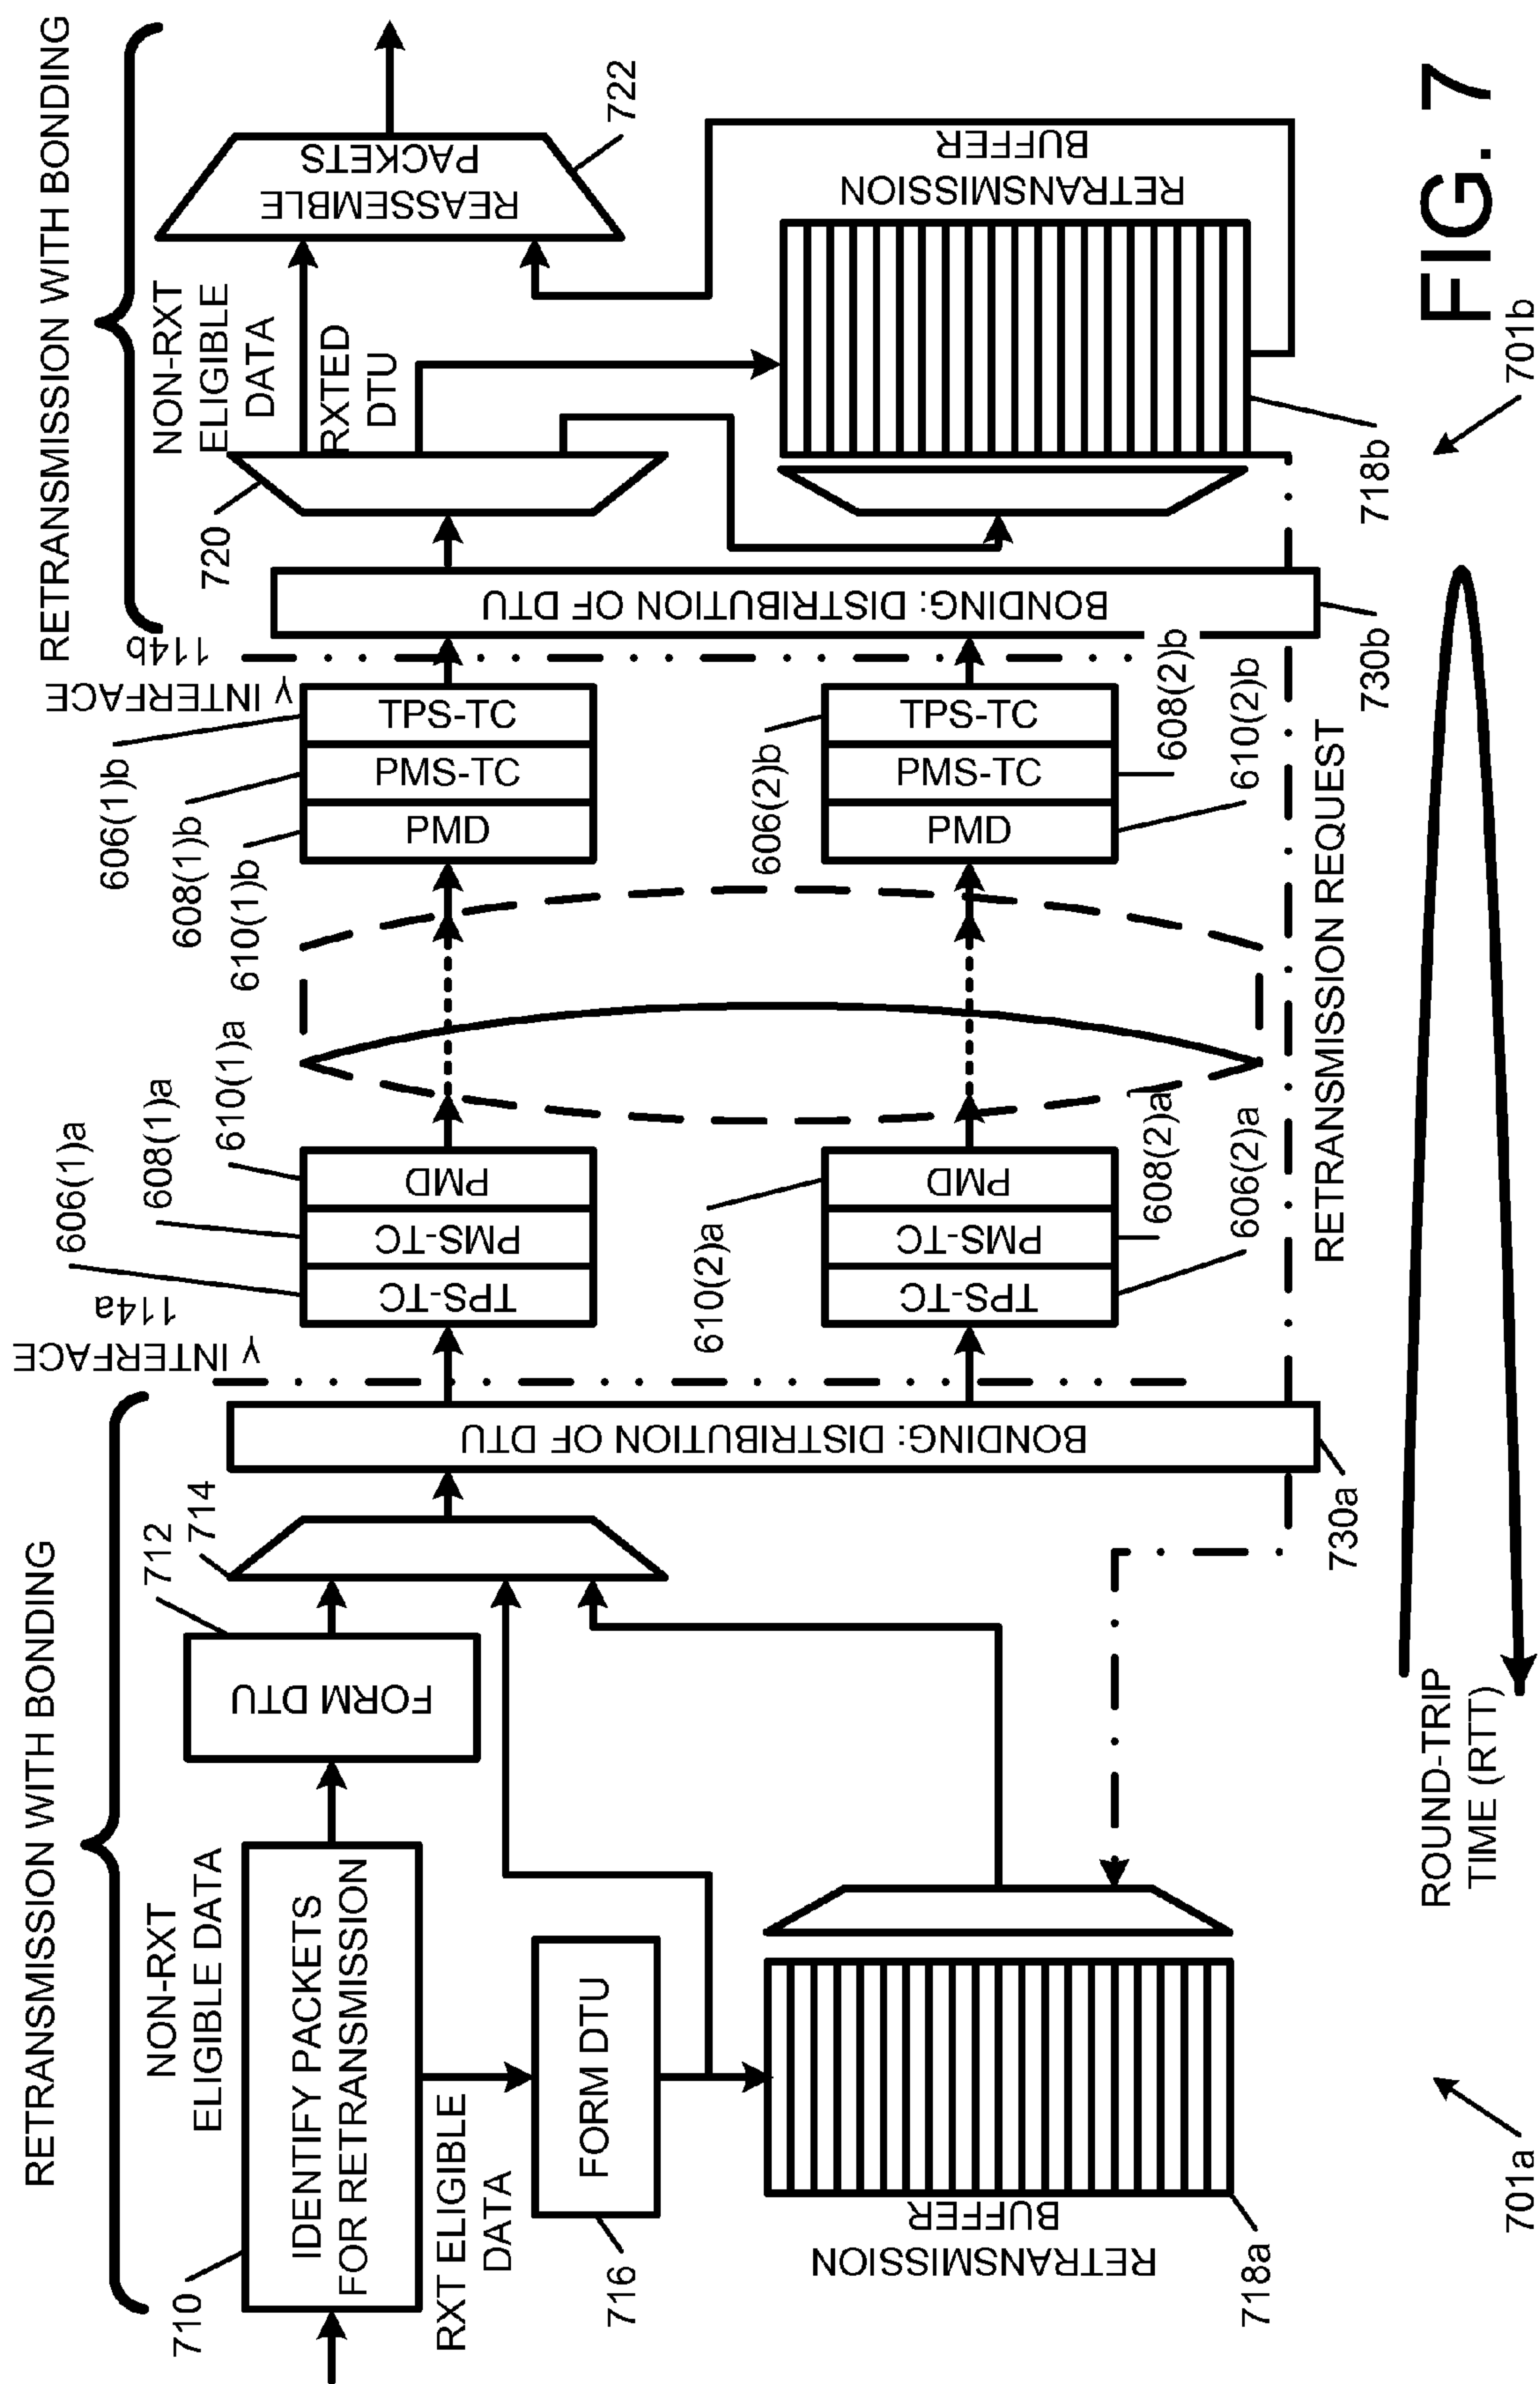 RETRANSMISSION WITH BONDING
710
NON-RXT
ELIGIBLE DATA
IDENTIFY PACKETS
FOR RETRANSMISSION
RXT ELIGIBLE
DATA
716
FORM DTU
RETRANSMISSION
BUFFER
718a
701a
712
FORM DTU
714
BONDING: DISTRIBUTION OF DTU
730a
γ INTERFACE
114a
606(1)a
608(1)a
610(1)a
TPS-TC
PMS-TC
PMD
610(2)a
TPS-TC
PMS-TC
PMD
608(2)a
606(2)a
RETRANSMISSION REQUEST
ROUND-TRIP
TIME (RTT)
606(1)b
608(1)b
610(1)b
PMD
PMS-TC
TPS-TC
606(2)b
PMD
PMS-TC
TPS-TC
608(2)b
610(2)b
γ INTERFACE
114b
RETRANSMISSION WITH BONDING
BONDING: DISTRIBUTION OF DTU
730b
720
NON-RXT
ELIGIBLE
DATA
RXTED
DTU
REASSEMBLE
PACKETS
722
RETRANSMISSION
BUFFER
718b
701b
FIG. 7